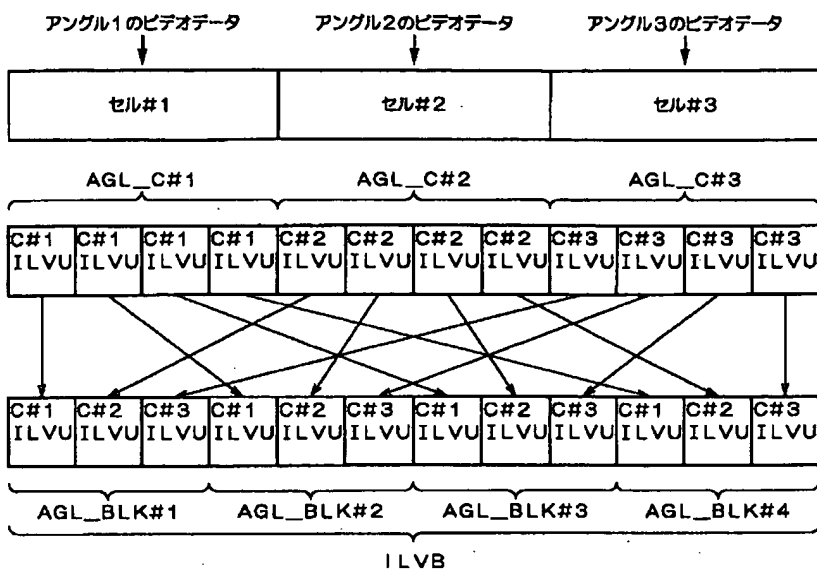 アングル1のビデオデータ アングル2のビデオデータ アングル3のビデオデータ
セル#1 セル#2 セル#3
AGL_C#1 AGL_C#2 AGL_C#3
C#1 C#1 C#1 C#1 C#2 C#2 C#2 C#2 C#3 C#3 C#3 C#3
ILVU ILVU ILVU ILVU ILVU ILVU ILVU ILVU ILVU ILVU ILVU ILVU
C#1 C#2 C#3 C#1 C#2 C#3 C#1 C#2 C#3 C#1 C#2 C#3
ILVU ILVU ILVU ILVU ILVU ILVU ILVU ILVU ILVU ILVU ILVU ILVU
AGL_BLK#1 AGL_BLK#2 AGL_BLK#3 AGL_BLK#4
ILVB